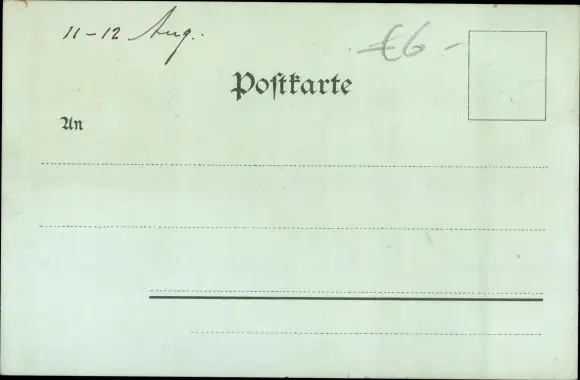 11-12 Aug.
€6-
Poſtkarte
An